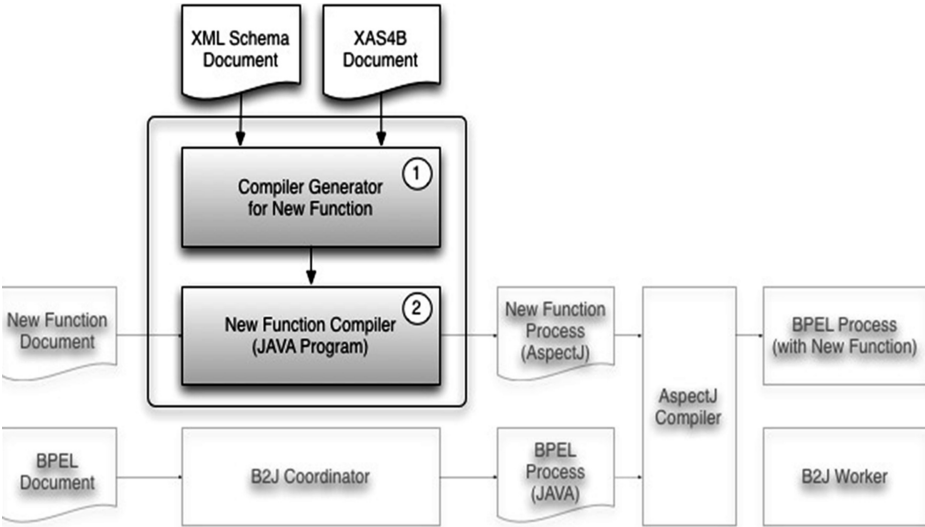 XML Schema
Document
XAS4B
Document
1
Compiler Generator
for New Function
2
New Function Compiler
(JAVA Program)
New Function
Document
New Function
Process
(AspectJ)
AspectJ
Compiler
BPEL Process
(with New Function)
BPEL
Document
B2J Coordinator
BPEL
Process
(JAVA)
B2J Worker